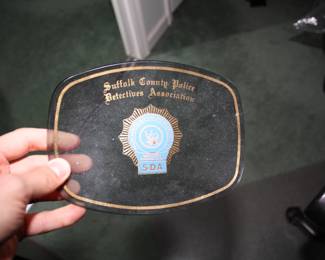 Suffolk County Police
Detectives Association
SDA